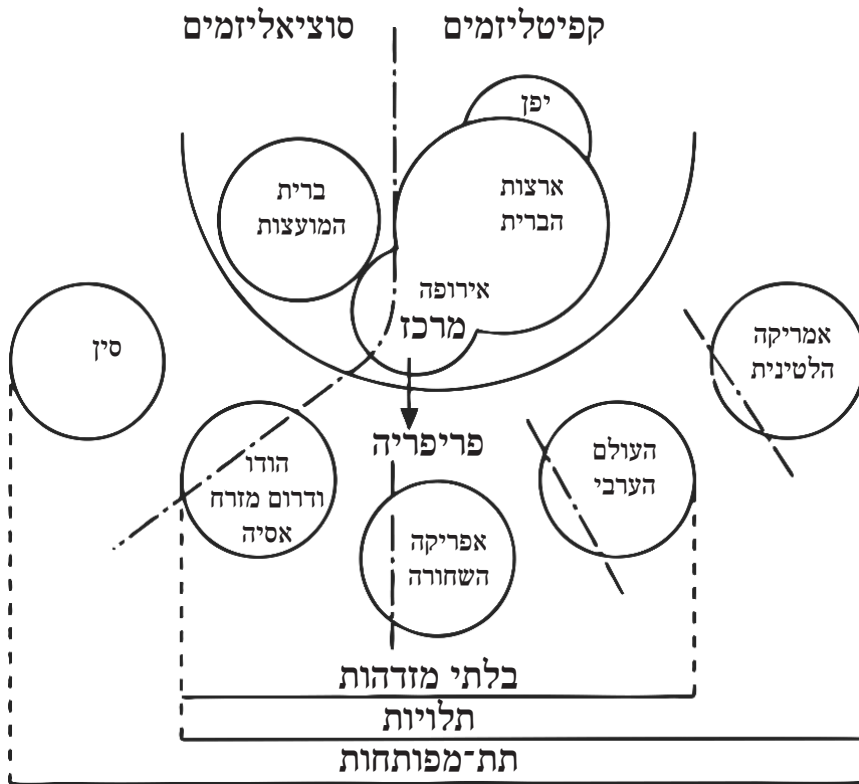 קפיטליזמים
סוציאליזמים
יפן
ארצות
הברית
ברית
המועצות
אירופה
מרכז
אמריקה
הלטינית
סין
פריפריה
העולם
הערבי
הודו
ודרום מזרח
אסיה
אפריקה
השחורה
בלתי מזדהות
תלויות
תת־מפותחות